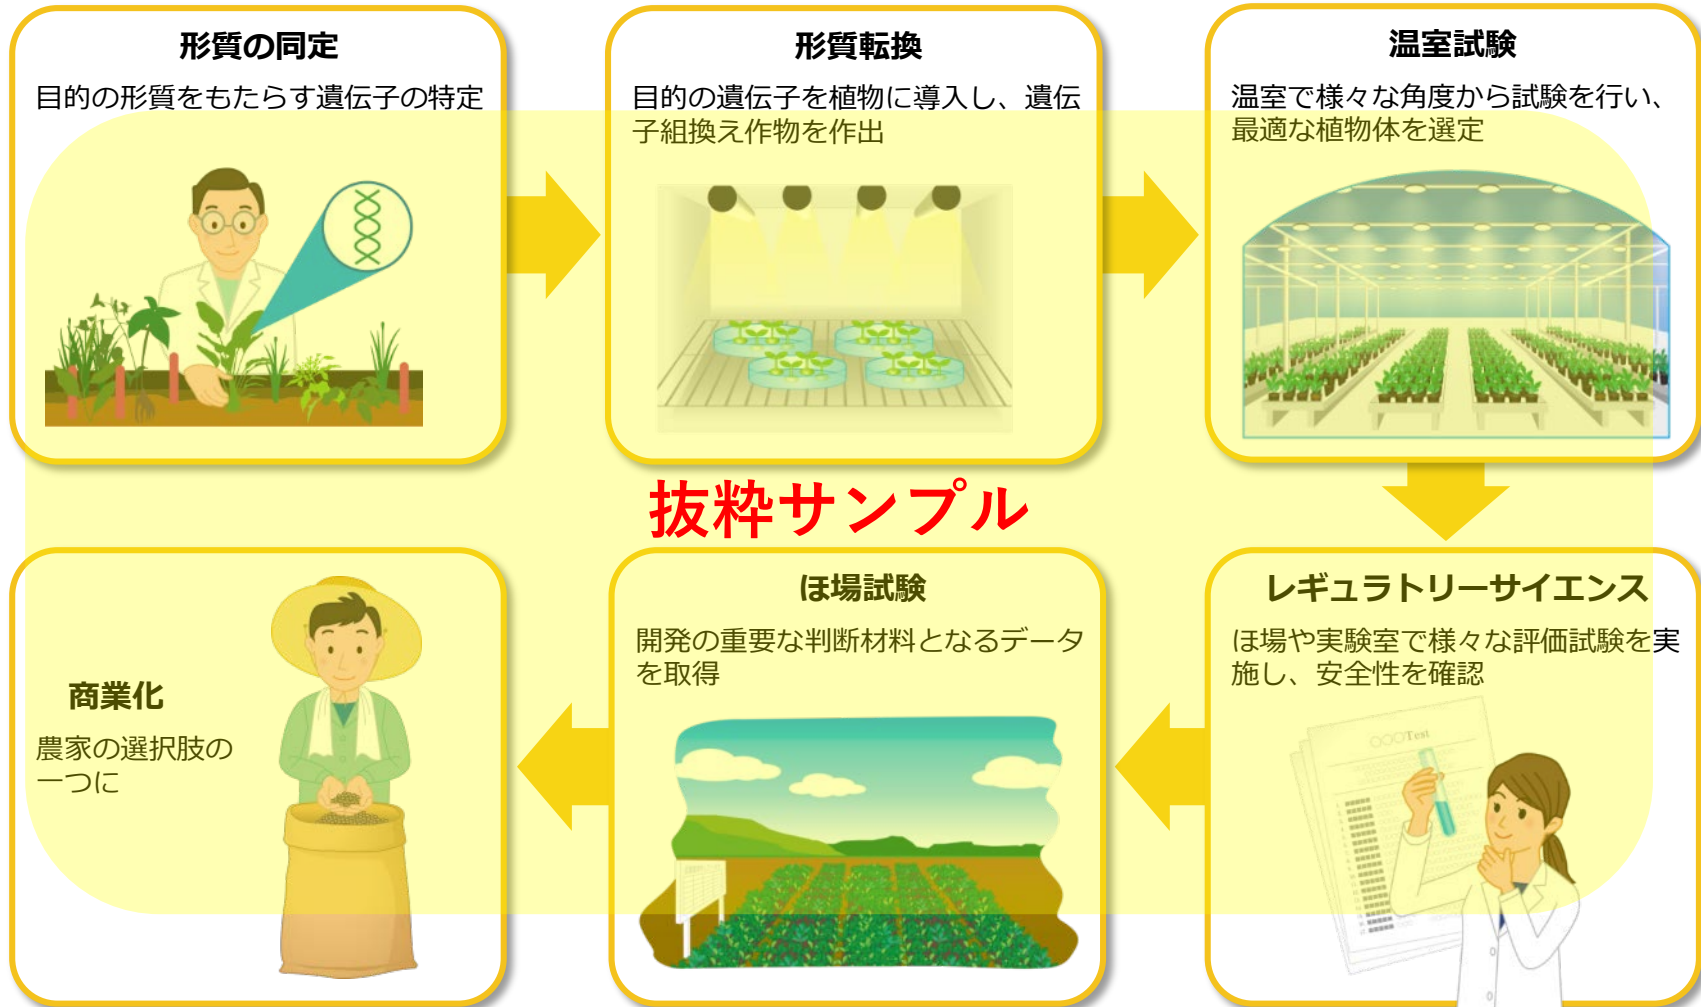 形質の同定
目的の形質をもたらす遺伝子の特定
形質転換
目的の遺伝子を植物に導入し、遺伝
子組換え作物を作出
温室試験
温室で様々な角度から試験を行い、
最適な植物体を選定
抜粋サンプル
レギュラトリーサイエンス
ほ場や実験室で様々な評価試験を実
施し、安全性を確認
○○○Test
ほ場試験
開発の重要な判断材料となるデータ
を取得
商業化
農家の選択肢の
一つに